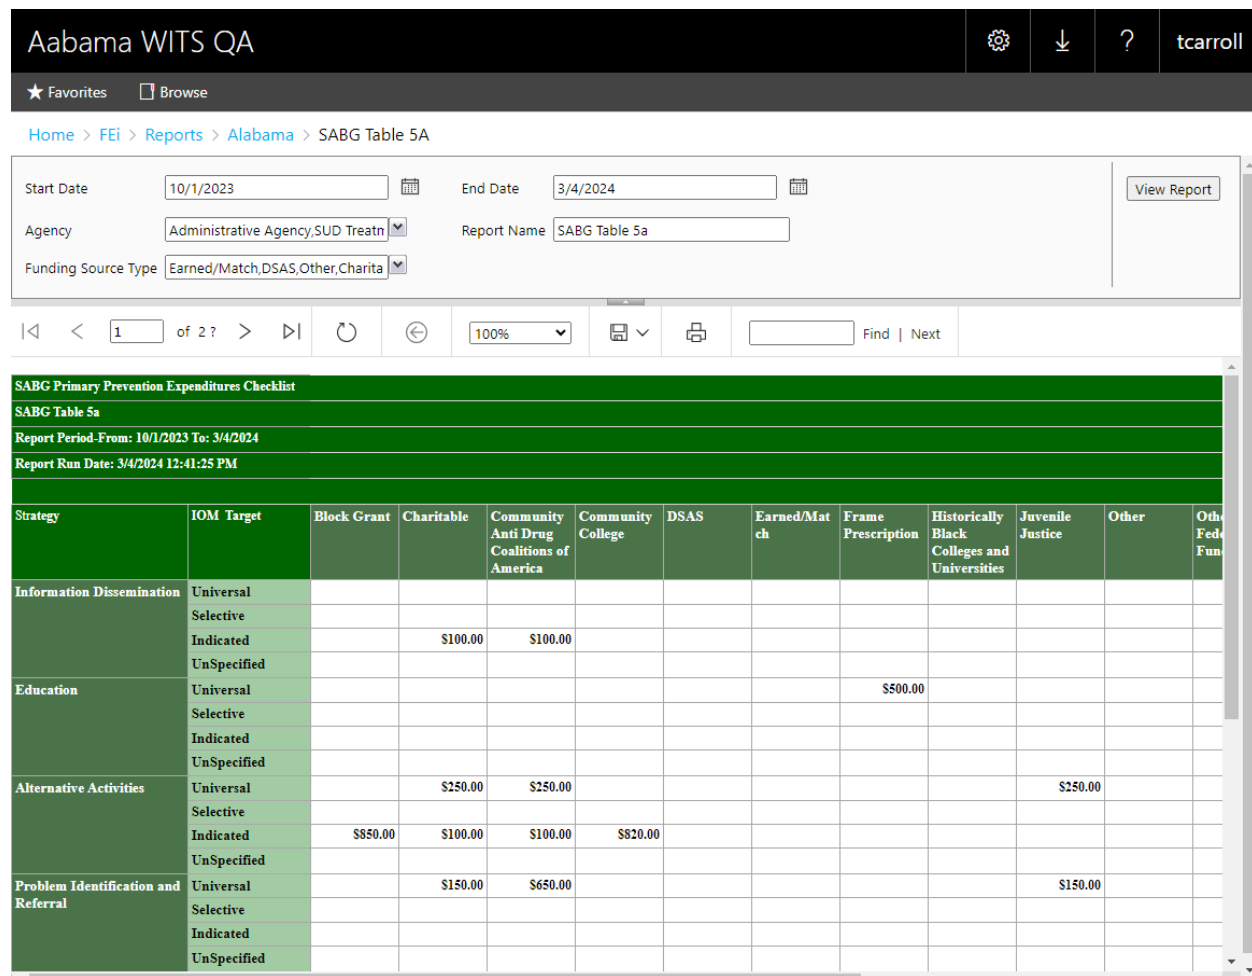 Aabama WITS QA
? tcarroll
Favorites Browse
Home > FEi > Reports > Alabama > SABG Table 5A
Start Date 10/1/2023 End Date 3/4/2024 View Report
Agency Administrative Agency,SUD Treatm Report Name SABG Table 5a
Funding Source Type Earned/Match,DSAS,Other,Charita
1 of 2 ? 100% Find | Next
SABG Primary Prevention Expenditures Checklist
SABG Table 5a
Report Period-From: 10/1/2023 To: 3/4/2024
Report Run Date: 3/4/2024 12:41:25 PM
Strategy IOM Target Block Grant Charitable Community Community DSAS Earned/Mat Frame Historically Juvenile Other Othe
Anti Drug College ch Prescription Black Justice Fede
Coalitions of Colleges and Fun
America Universities
Information Dissemination Universal
Selective
Indicated $100.00 $100.00
UnSpecified
Education Universal $500.00
Selective
Indicated
UnSpecified
Alternative Activities Universal $250.00 $250.00 $250.00
Selective
Indicated $850.00 $100.00 $100.00 $820.00
UnSpecified
Problem Identification and Universal $150.00 $650.00 $150.00
Referral Selective
Indicated
UnSpecified